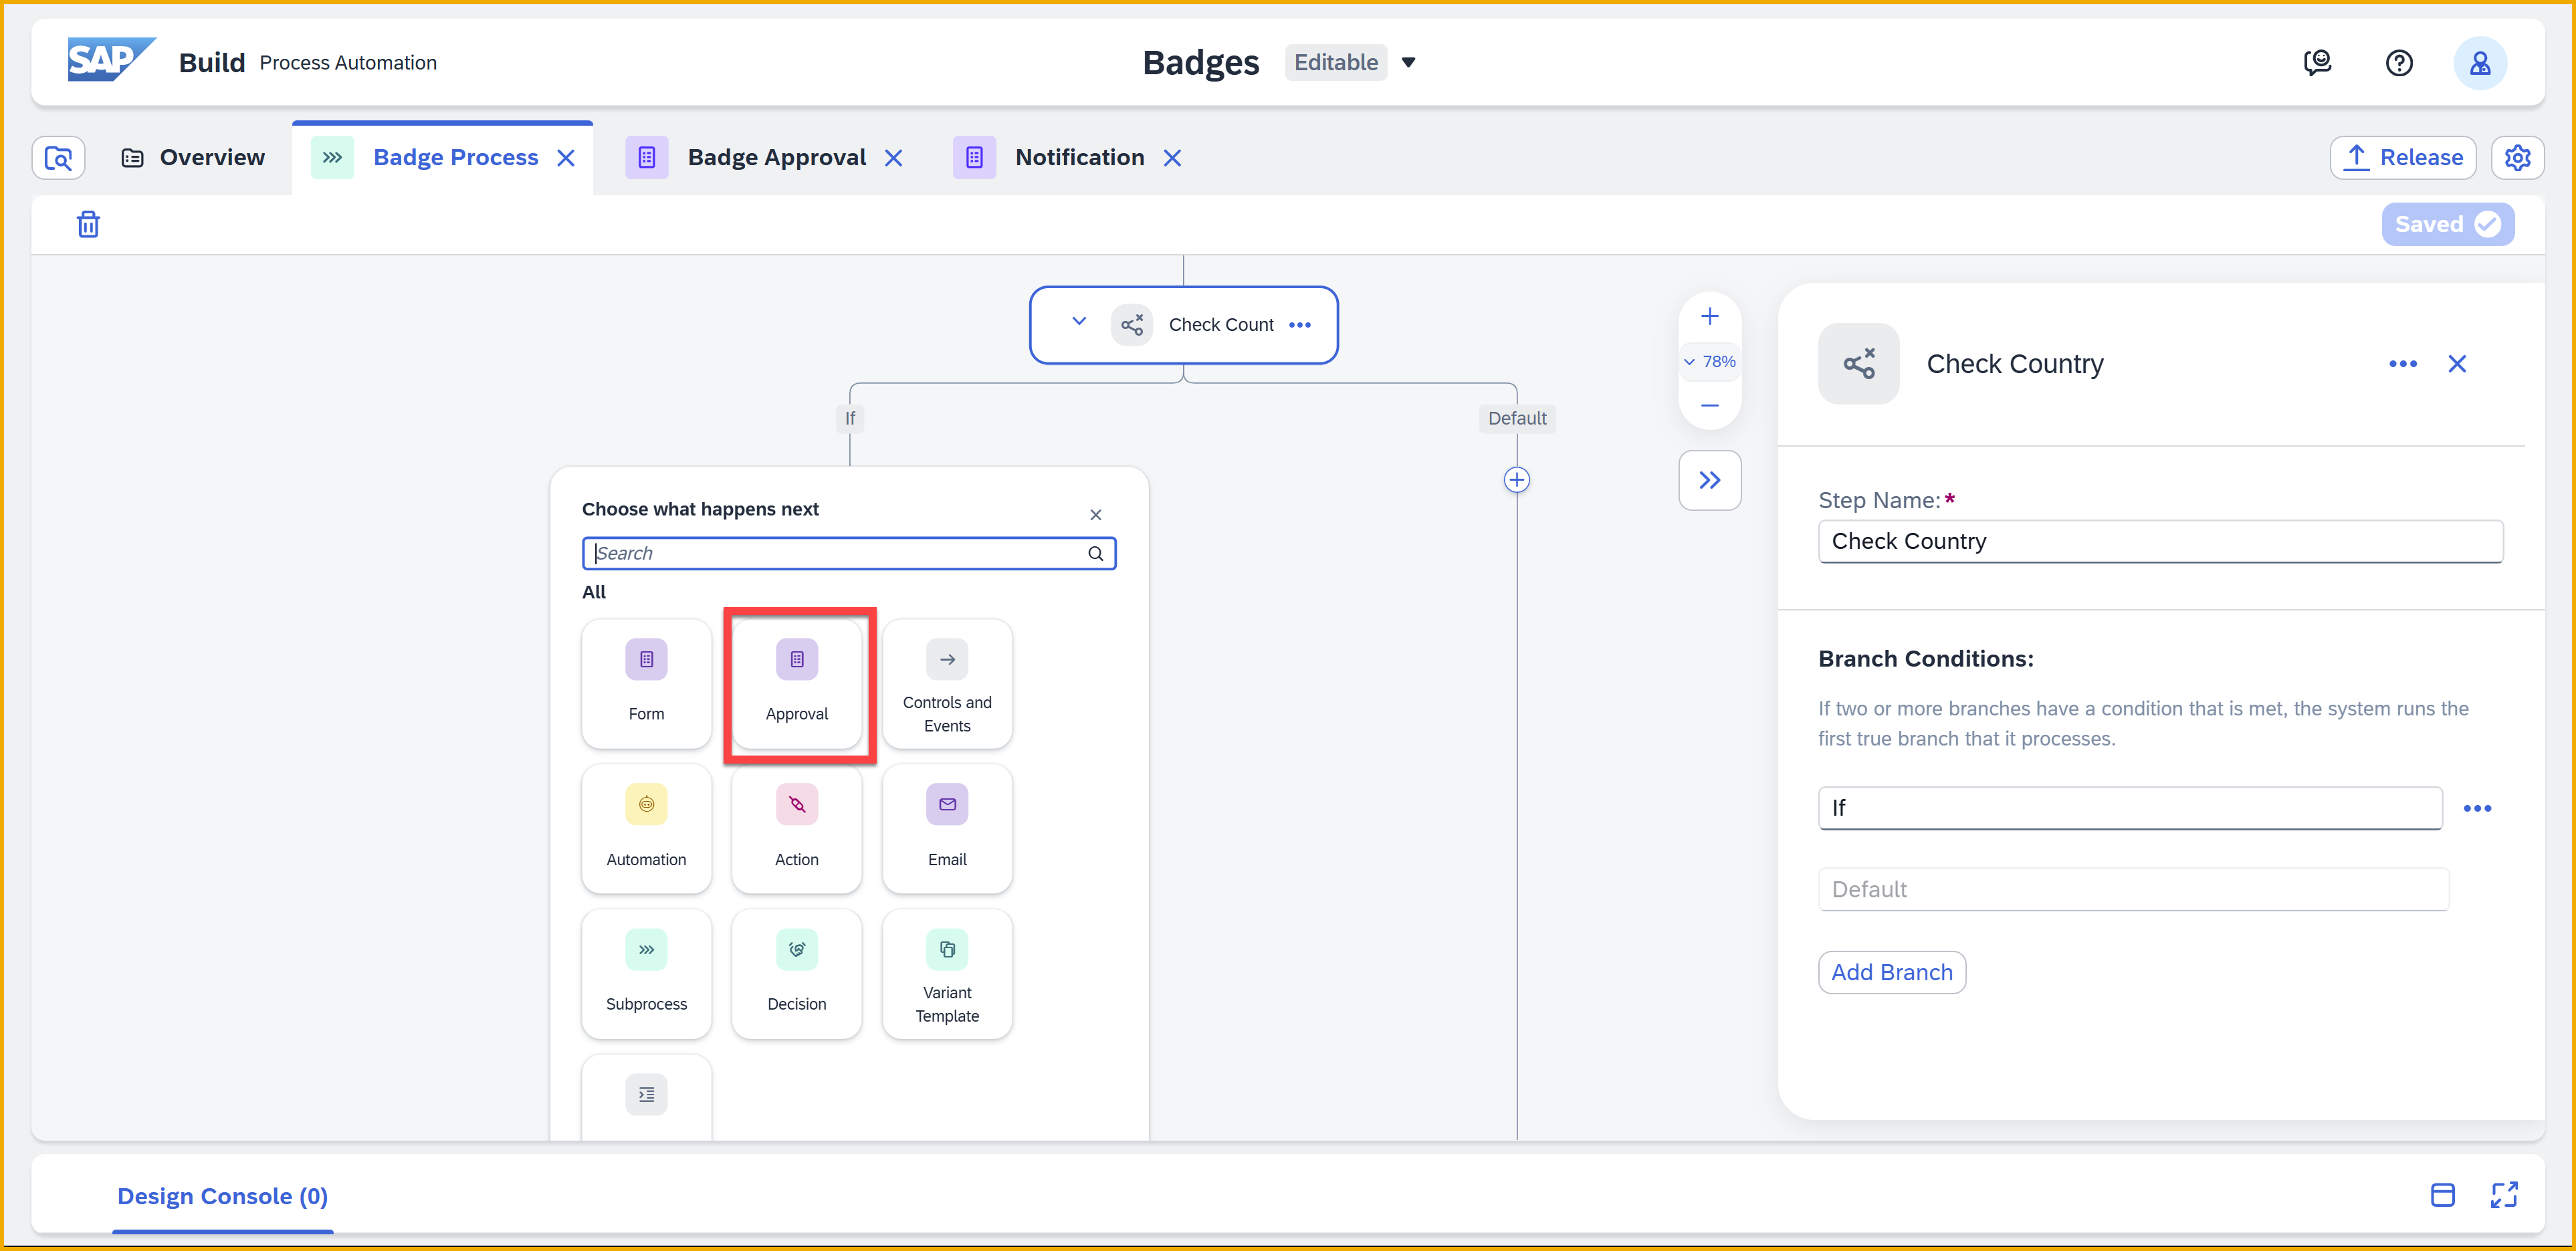 SAP Build Process Automation
Badges Editable
Overview
Badge Process
Badge Approval
Notification
Release
Saved
Check Count
If
Default
78%
Choose what happens next
Search
All
Form
Approval
Controls and
Events
Automation
Action
Email
Subprocess
Decision
Variant
Template
Check Country
Step Name:*
Check Country
Branch Conditions:
If two or more branches have a condition that is met, the system runs the
first true branch that it processes.
If
Default
Add Branch
Design Console (0)